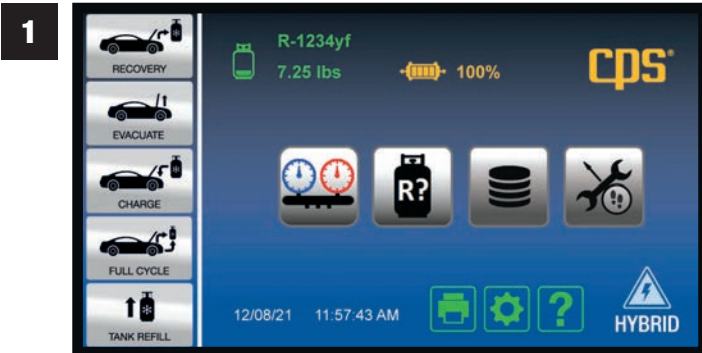 1
RECOVERY
EVACUATE
CHARGE
FULL CYCLE
TANK REFILL
R-1234yf
7.25 lbs
100%
cps®
R?
12/08/21 11:57:43 AM
?
HYBRID